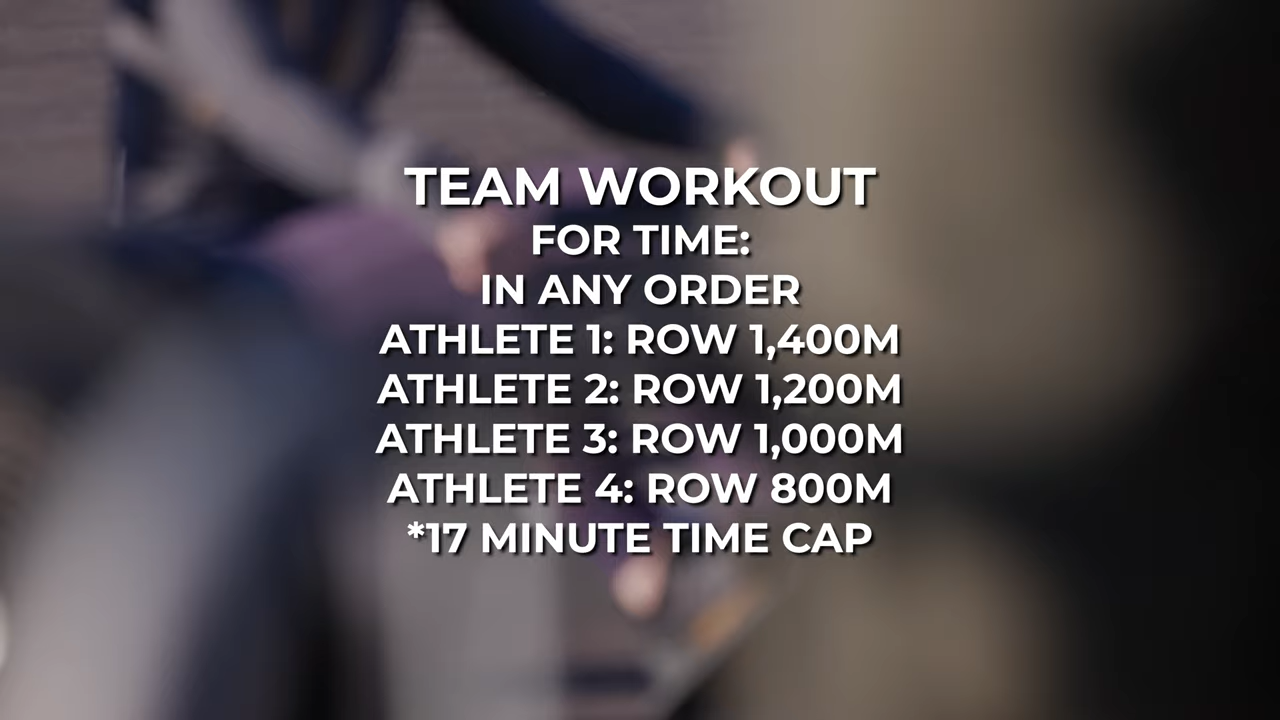 TEAM WORKOUT
FOR TIME:
IN ANY ORDER
ATHLETE 1: ROW 1,400M
ATHLETE 2: ROW 1,200M
ATHLETE 3: ROW 1,000M
ATHLETE 4: ROW 800M
*17 MINUTE TIME CAP